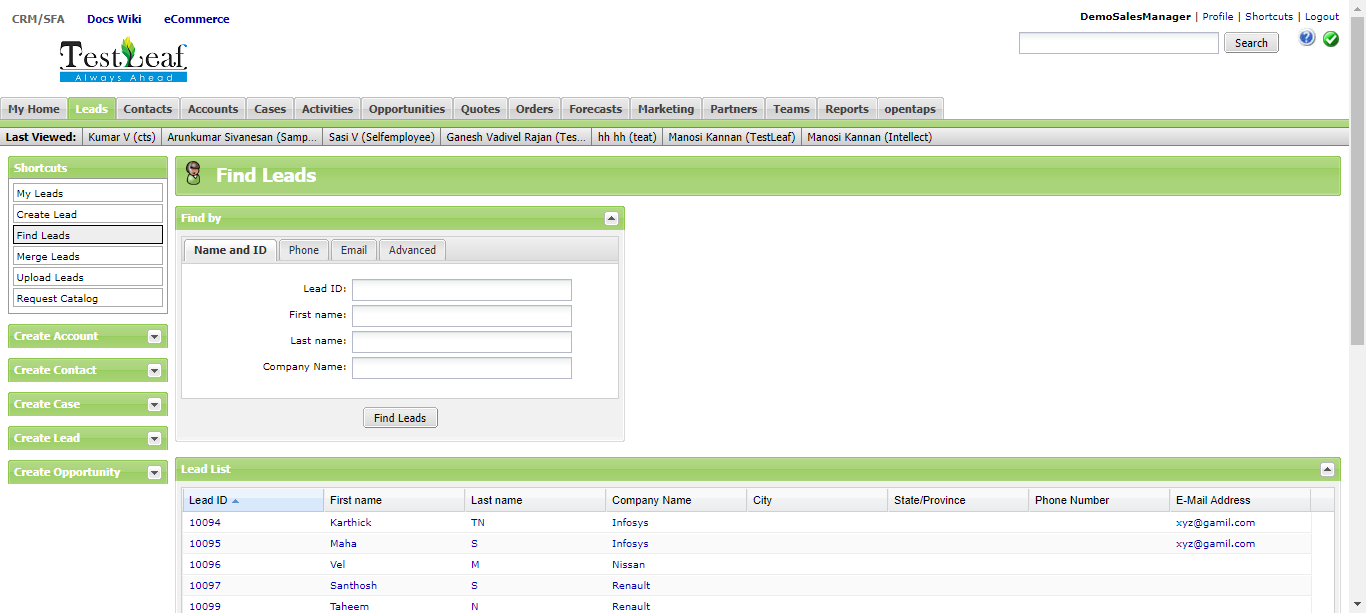 CRM/SFA Docs Wiki eCommerce
DemoSalesManager | Profile | Shortcuts | Logout
TestLeaf
Always Ahead
Search
My Home Leads Contacts Accounts Cases Activities Opportunities Quotes Orders Forecasts Marketing Partners Teams Reports opentaps
Last Viewed: Kumar V (cts) Arunkumar Sivanesan (Samp... Sasi V (Selfemployee) Ganesh Vadivel Rajan (Tes... hh hh (teat) Manosi Kannan (TestLeaf) Manosi Kannan (Intellect)
Shortcuts
My Leads
Create Lead
Find Leads
Merge Leads
Upload Leads
Request Catalog
Create Account
Create Contact
Create Case
Create Lead
Create Opportunity
Find Leads
Find by
Name and ID Phone Email Advanced
Lead ID:
First name:
Last name:
Company Name:
Find Leads
Lead List
Lead ID First name Last name Company Name City State/Province Phone Number E-Mail Address
10094 Karthick TN Infosys xyz@gamil.com
10095 Maha S Infosys xyz@gamil.com
10096 Vel M Nissan
10097 Santhosh S Renault
10099 Taheem N Renault